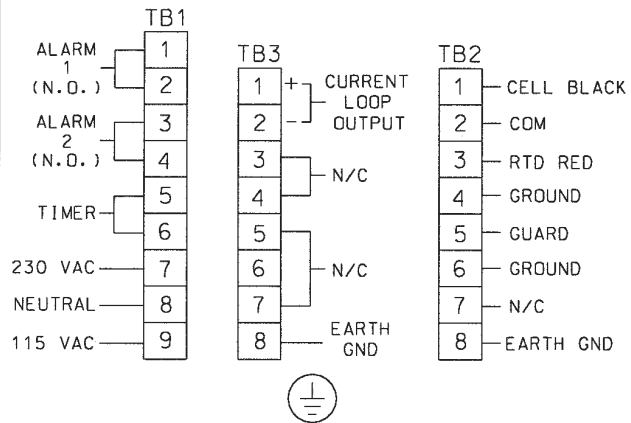 TB1
ALARM
1
(N.O.)
1
2
ALARM
2
(N.O.)
3
4
TIMER
5
6
230 VAC
7
NEUTRAL
8
115 VAC
9
TB3
1
+
2
-
CURRENT
LOOP
OUTPUT
3
4
N/C
5
6
7
N/C
8
EARTH
GND
TB2
1 CELL BLACK
2 COM
3 RTD RED
4 GROUND
5 GUARD
6 GROUND
7 N/C
8 EARTH GND